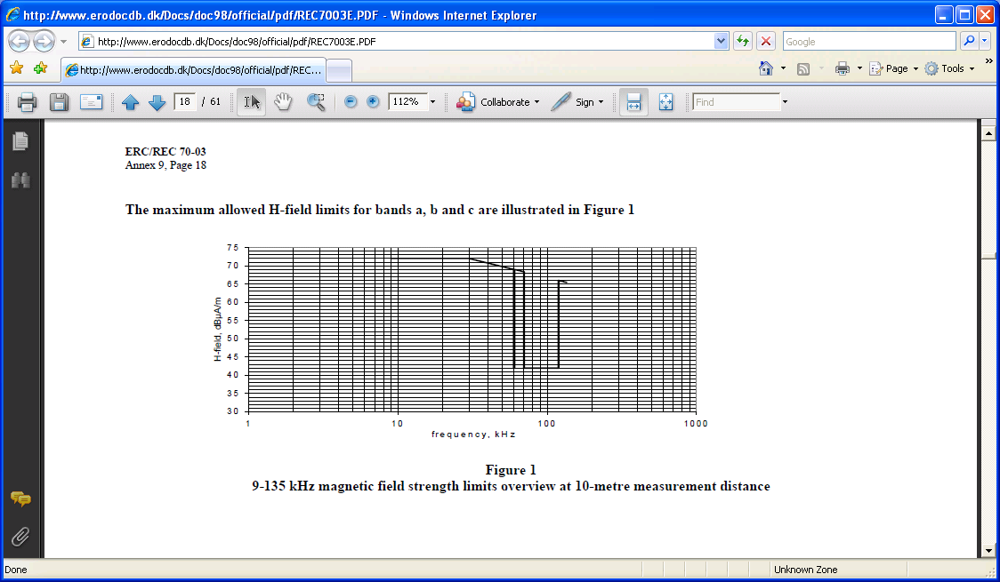 http://www.erodocdb.dk/Docs/doc98/official/pdf/REC7003E.PDF - Windows Internet Explorer
http://www.erodocdb.dk/Docs/doc98/official/pdf/REC7003E.PDF
Google
http://www.erodocdb.dk/Docs/doc98/official/pdf/REC...
Page
Tools
18 / 61
112%
Collaborate
Sign
Find
ERC/REC 70-03
Annex 9, Page 18
The maximum allowed H-field limits for bands a, b and c are illustrated in Figure 1
75
70
65
60
55
50
45
40
35
30
H-field, dBµA/m
1 10 100 1000
frequency, kHz
Figure 1
9-135 kHz magnetic field strength limits overview at 10-metre measurement distance
Done
Unknown Zone